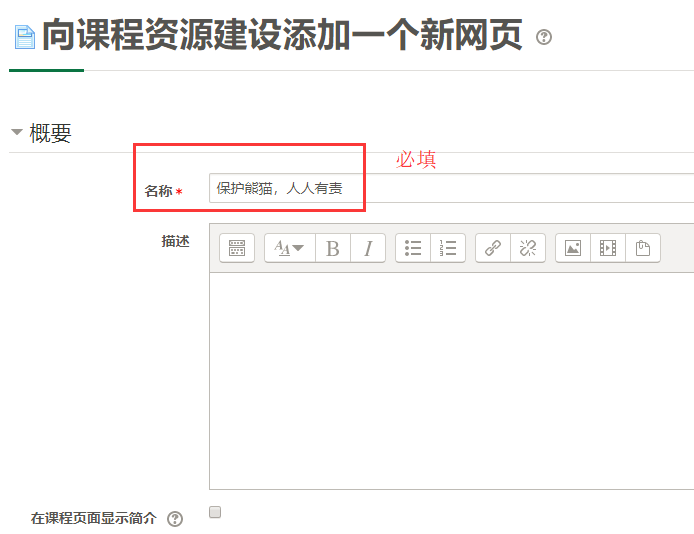 向课程资源建设添加一个新网页
概要
必填
名称* 保护熊猫，人人有责
描述
在课程页面显示简介